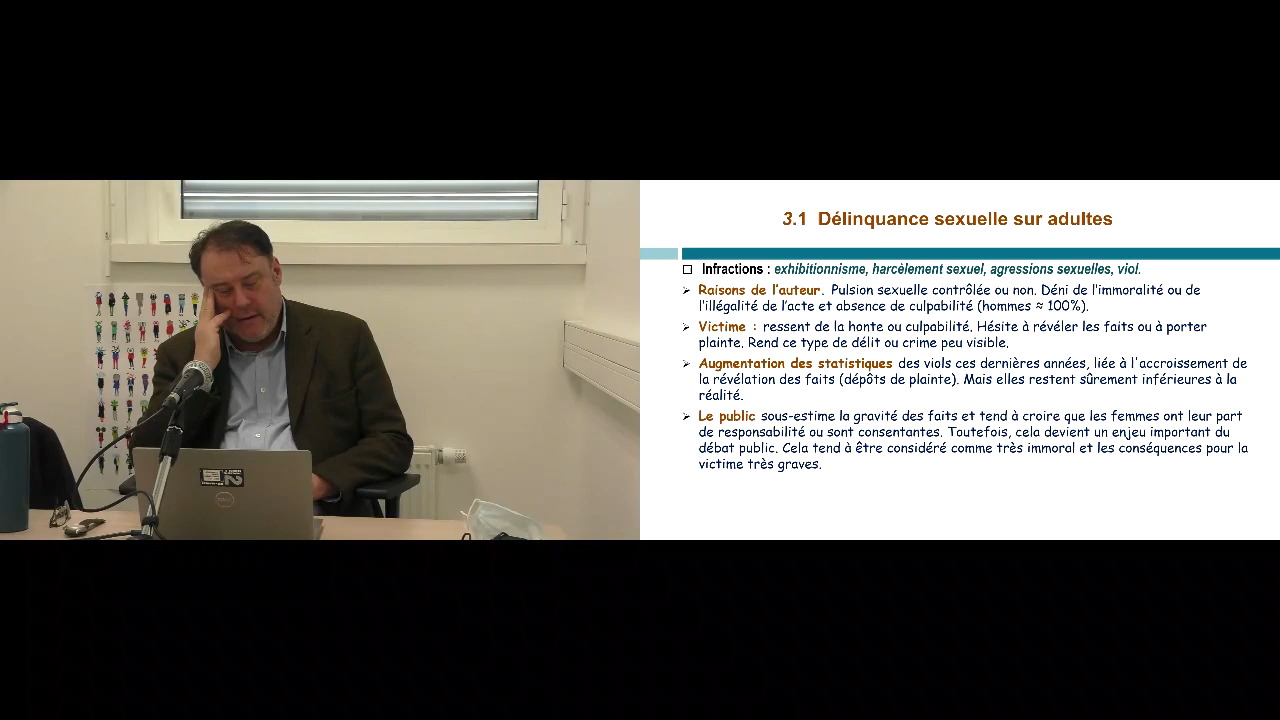 3.1 Délinquance sexuelle sur adultes
Infractions : exhibitionnisme, harcèlement sexuel, agressions sexuelles, viol.
Raisons de l'auteur. Pulsion sexuelle contrôlée ou non. Déni de l'immoralité ou de
l'illégalité de l'acte et absence de culpabilité (hommes ≈ 100%).
Victime : ressent de la honte ou culpabilité. Hésite à révéler les faits ou à porter
plainte. Rend ce type de délit ou crime peu visible.
Augmentation des statistiques des viols ces dernières années, liée à l'accroissement de
la révélation des faits (dépôts de plainte). Mais elles restent sûrement inférieures à la
réalité.
Le public sous-estime la gravité des faits et tend à croire que les femmes ont leur part
de responsabilité ou sont consentantes. Toutefois, cela devient un enjeu important du
débat public. Cela tend à être considéré comme très immoral et les conséquences pour la
victime très graves.
DELL